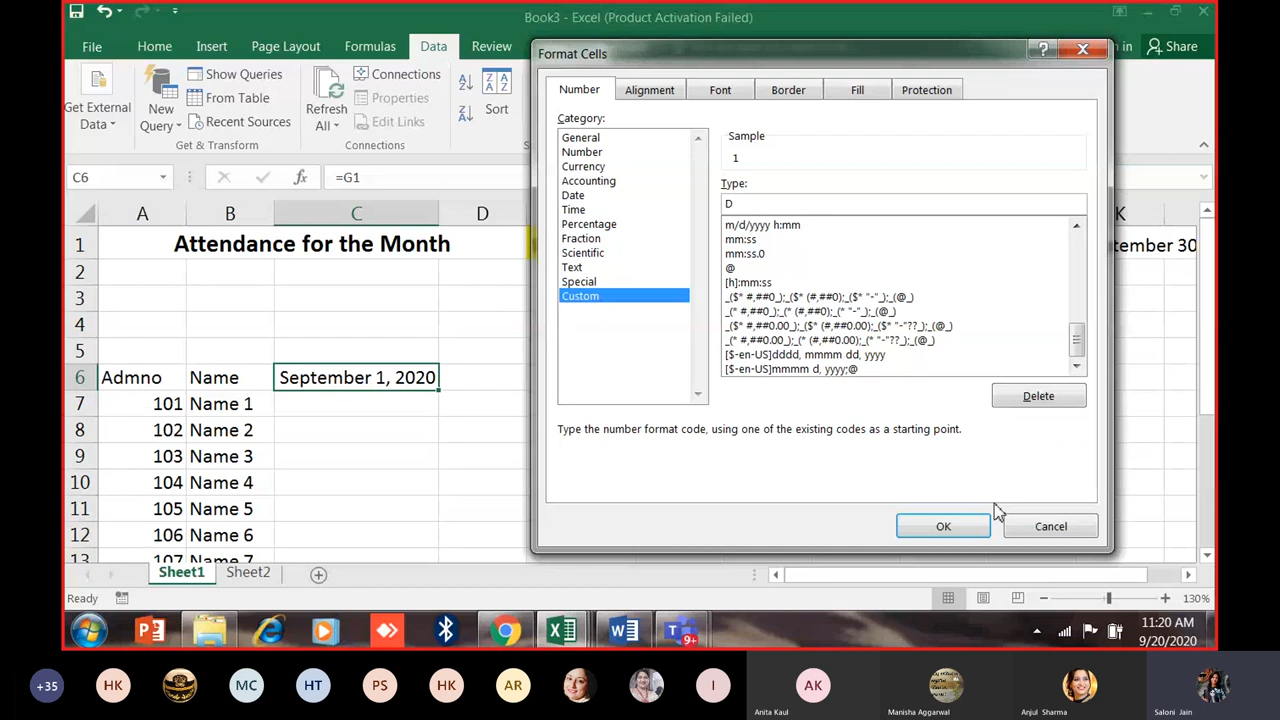 Book3 - Excel (Product Activation Failed)
File Home Insert Page Layout Formulas Data Review
in Share
Get External Data
New Query
Show Queries
From Table
Recent Sources
Get & Transform
Refresh All
Connections
Properties
Edit Links
Connections
Sort
C6
=G1
A B C D K
1 Attendance for the Month
tember 30
2
3
4
5
6 Admno Name September 1, 2020
7 101 Name 1
8 102 Name 2
9 103 Name 3
10 104 Name 4
11 105 Name 5
12 106 Name 6
13 107 Name 7
Sheet1 Sheet2
Ready
130%
Format Cells
Number Alignment Font Border Fill Protection
Category:
General
Number
Currency
Accounting
Date
Time
Percentage
Fraction
Scientific
Text
Special
Custom
Sample
1
Type:
D
m/d/yyyy h:mm
mm:ss
mm:ss.0
@
[h]:mm:ss
_($* #,##0_);_($* (#,##0);_($* "-"_);_(@_)
_(* #,##0_);_(* (#,##0);_(* "-"_);_(@_)
_($* #,##0.00_);_($* (#,##0.00);_($* "-"??_);_(@_)
_(* #,##0.00_);_(* (#,##0.00);_(* "-"??_);_(@_)
[$-en-US]dddd, mmmm dd, yyyy
[$-en-US]mmmm d, yyyy;@
Delete
Type the number format code, using one of the existing codes as a starting point.
OK Cancel
9+
11:20 AM
9/20/2020
+35 HK MC HT PS HK AR I AK
Anita Kaul Manisha Aggarwal Anjul Sharma Saloni Jain